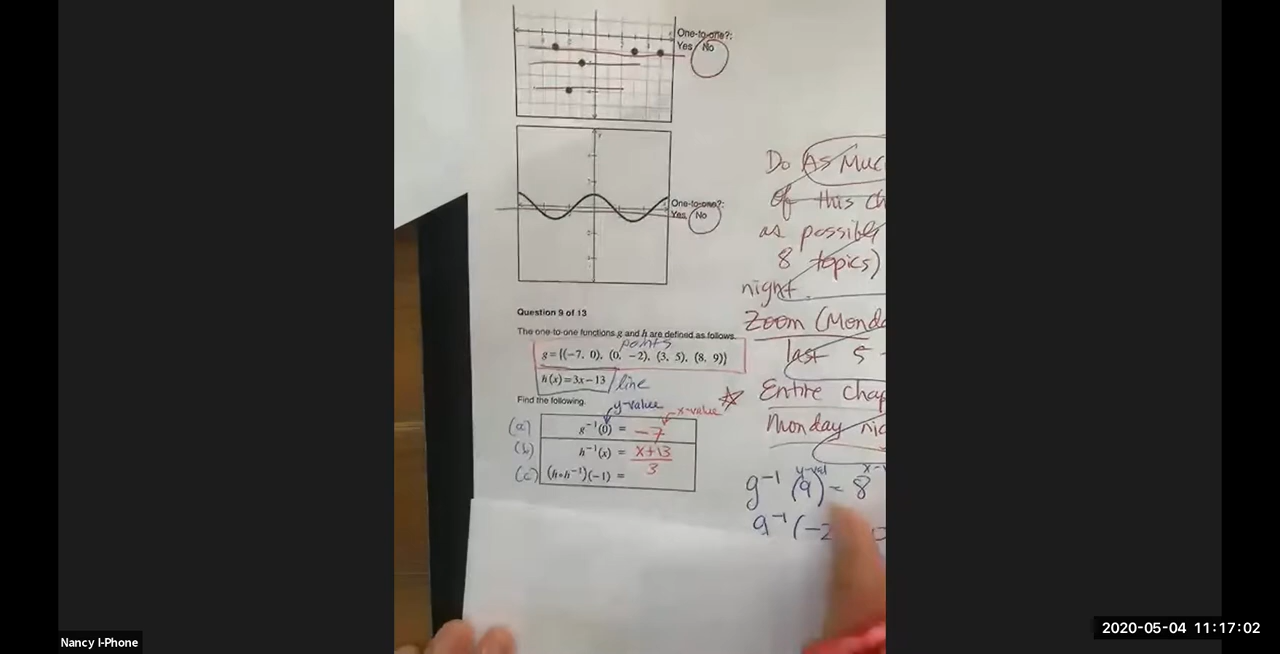 One-to-one?:
Yes No
One-to-one?:
Yes No
Question 9 of 13
The one-to-one functions g and h are defined as follows.
points
g={(−7, 0), (0, −2), (3, 5), (8, 9)}
h(x)=3x−13 line
Find the following.
y-value x-value
(a) g⁻¹(0) = −7
(b) h⁻¹(x) = x+13
3
(c) (h∘h⁻¹)(−1) =
Do As Muc
of this ch
as possible
8 topics)
night.
Zoom (Monda
last 5
Entire Chap
Monday nig
y-val x-v
g⁻¹ (9) = 8
g⁻¹ (−2
Nancy I-Phone
2020-05-04 11:17:02